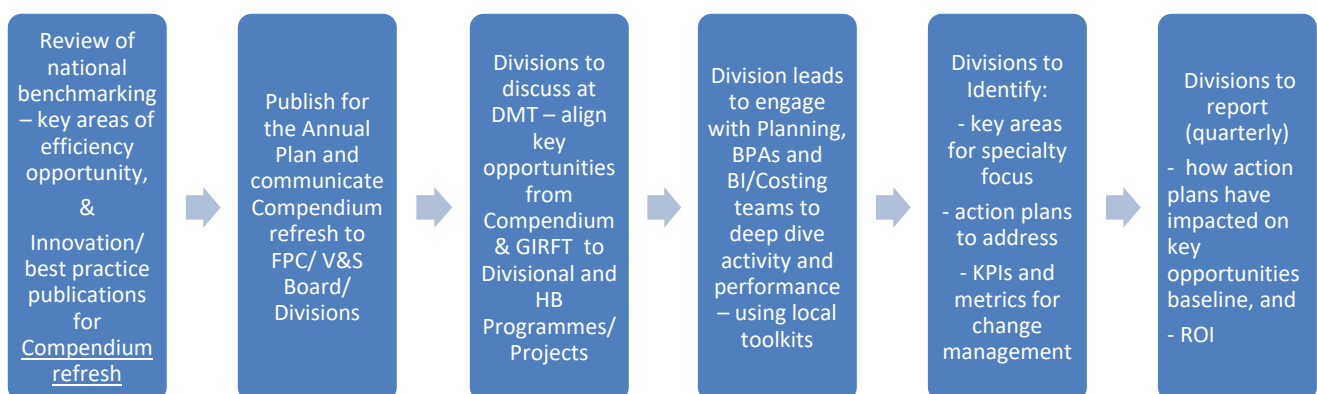 Review of
national
benchmarking
– key areas of
efficiency
opportunity,
&
Innovation/
best practice
publications
for
Compendium
refresh
Publish for
the Annual
Plan and
communicate
Compendium
refresh to
FPC/ V&S
Board/
Divisions
Divisions to
discuss at
DMT – align
key
opportunities
from
Compendium
& GIRFT to
Divisional and
HB
Programmes/
Projects
Division leads
to engage
with Planning,
BPAs and
BI/Costing
teams to
deep dive
activity and
performance
– using local
toolkits
Divisions to
Identify:
- key areas
for specialty
focus
- action plans
to address
- KPIs and
metrics for
change
management
Divisions to
report
(quarterly)
- how action
plans have
impacted on
key
opportunities
baseline, and
- ROI